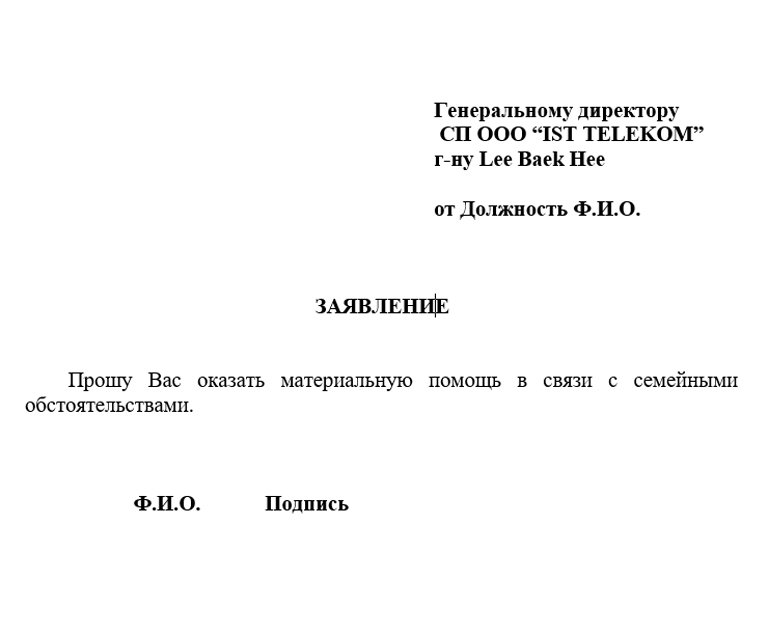 Генеральному директору
СП ООО “IST TELEKOM”
г-ну Lee Baek Hee
от Должность Ф.И.О.
ЗАЯВЛЕНИЕ
Прошу Вас оказать материальную помощь в связи с семейными
обстоятельствами.
Ф.И.О. Подпись